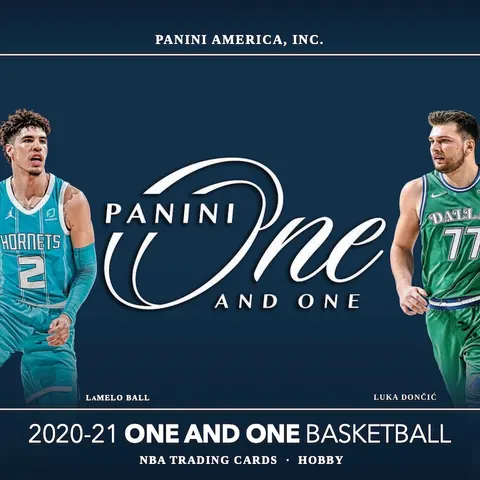 PANINI AMERICA, INC.
PANINI
One
AND ONE
HORNETS
2
DALL
77
LaMELO BALL
LUKA DONČIĆ
2020-21 ONE AND ONE BASKETBALL
NBA TRADING CARDS · HOBBY